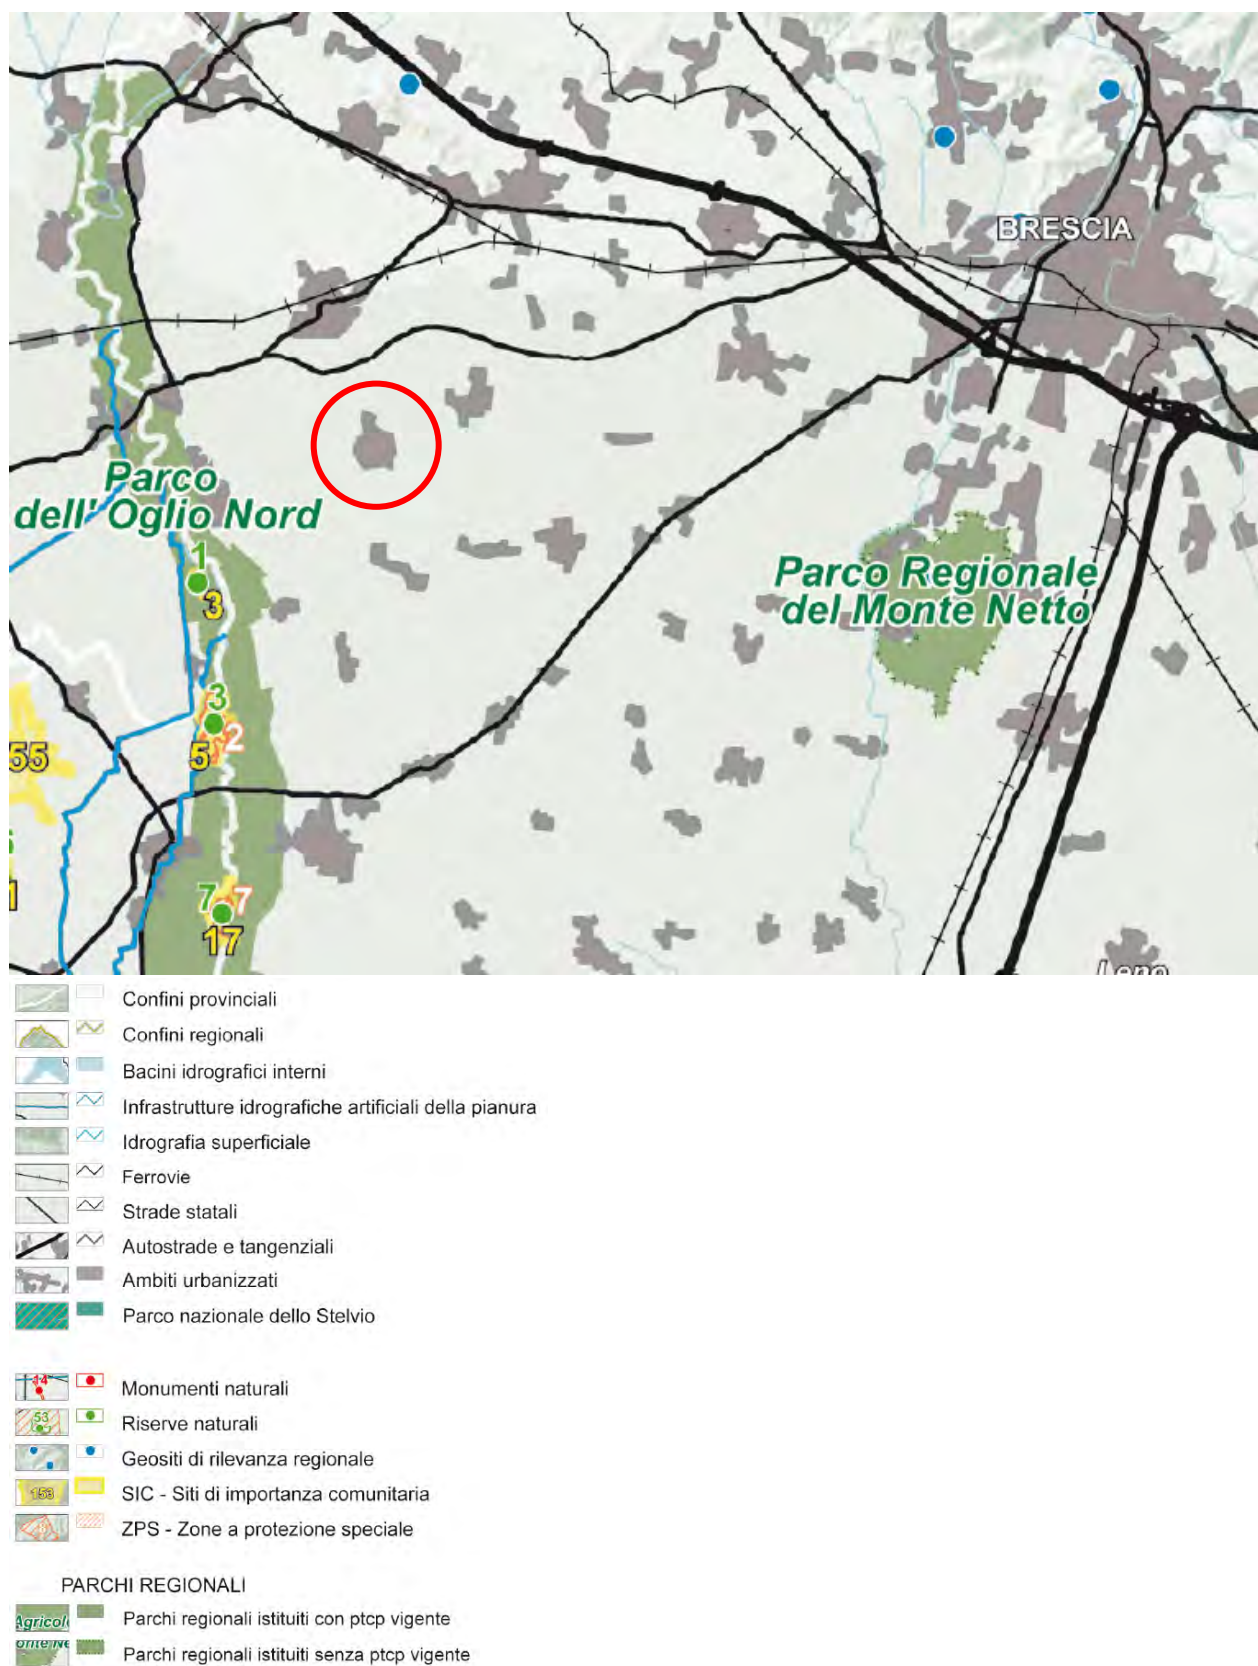 BRESCIA
Parco
dell' Oglio Nord
1
3
Parco Regionale
del Monte Netto
3
2
5
55
7
7
17
Leno
Confini provinciali
Confini regionali
Bacini idrografici interni
Infrastrutture idrografiche artificiali della pianura
Idrografia superficiale
Ferrovie
Strade statali
Autostrade e tangenziali
Ambiti urbanizzati
Parco nazionale dello Stelvio
14
Monumenti naturali
53
Riserve naturali
Geositi di rilevanza regionale
153
SIC - Siti di importanza comunitaria
ZPS - Zone a protezione speciale
PARCHI REGIONALI
Agricol
Parchi regionali istituiti con ptcp vigente
onte Ne
Parchi regionali istituiti senza ptcp vigente